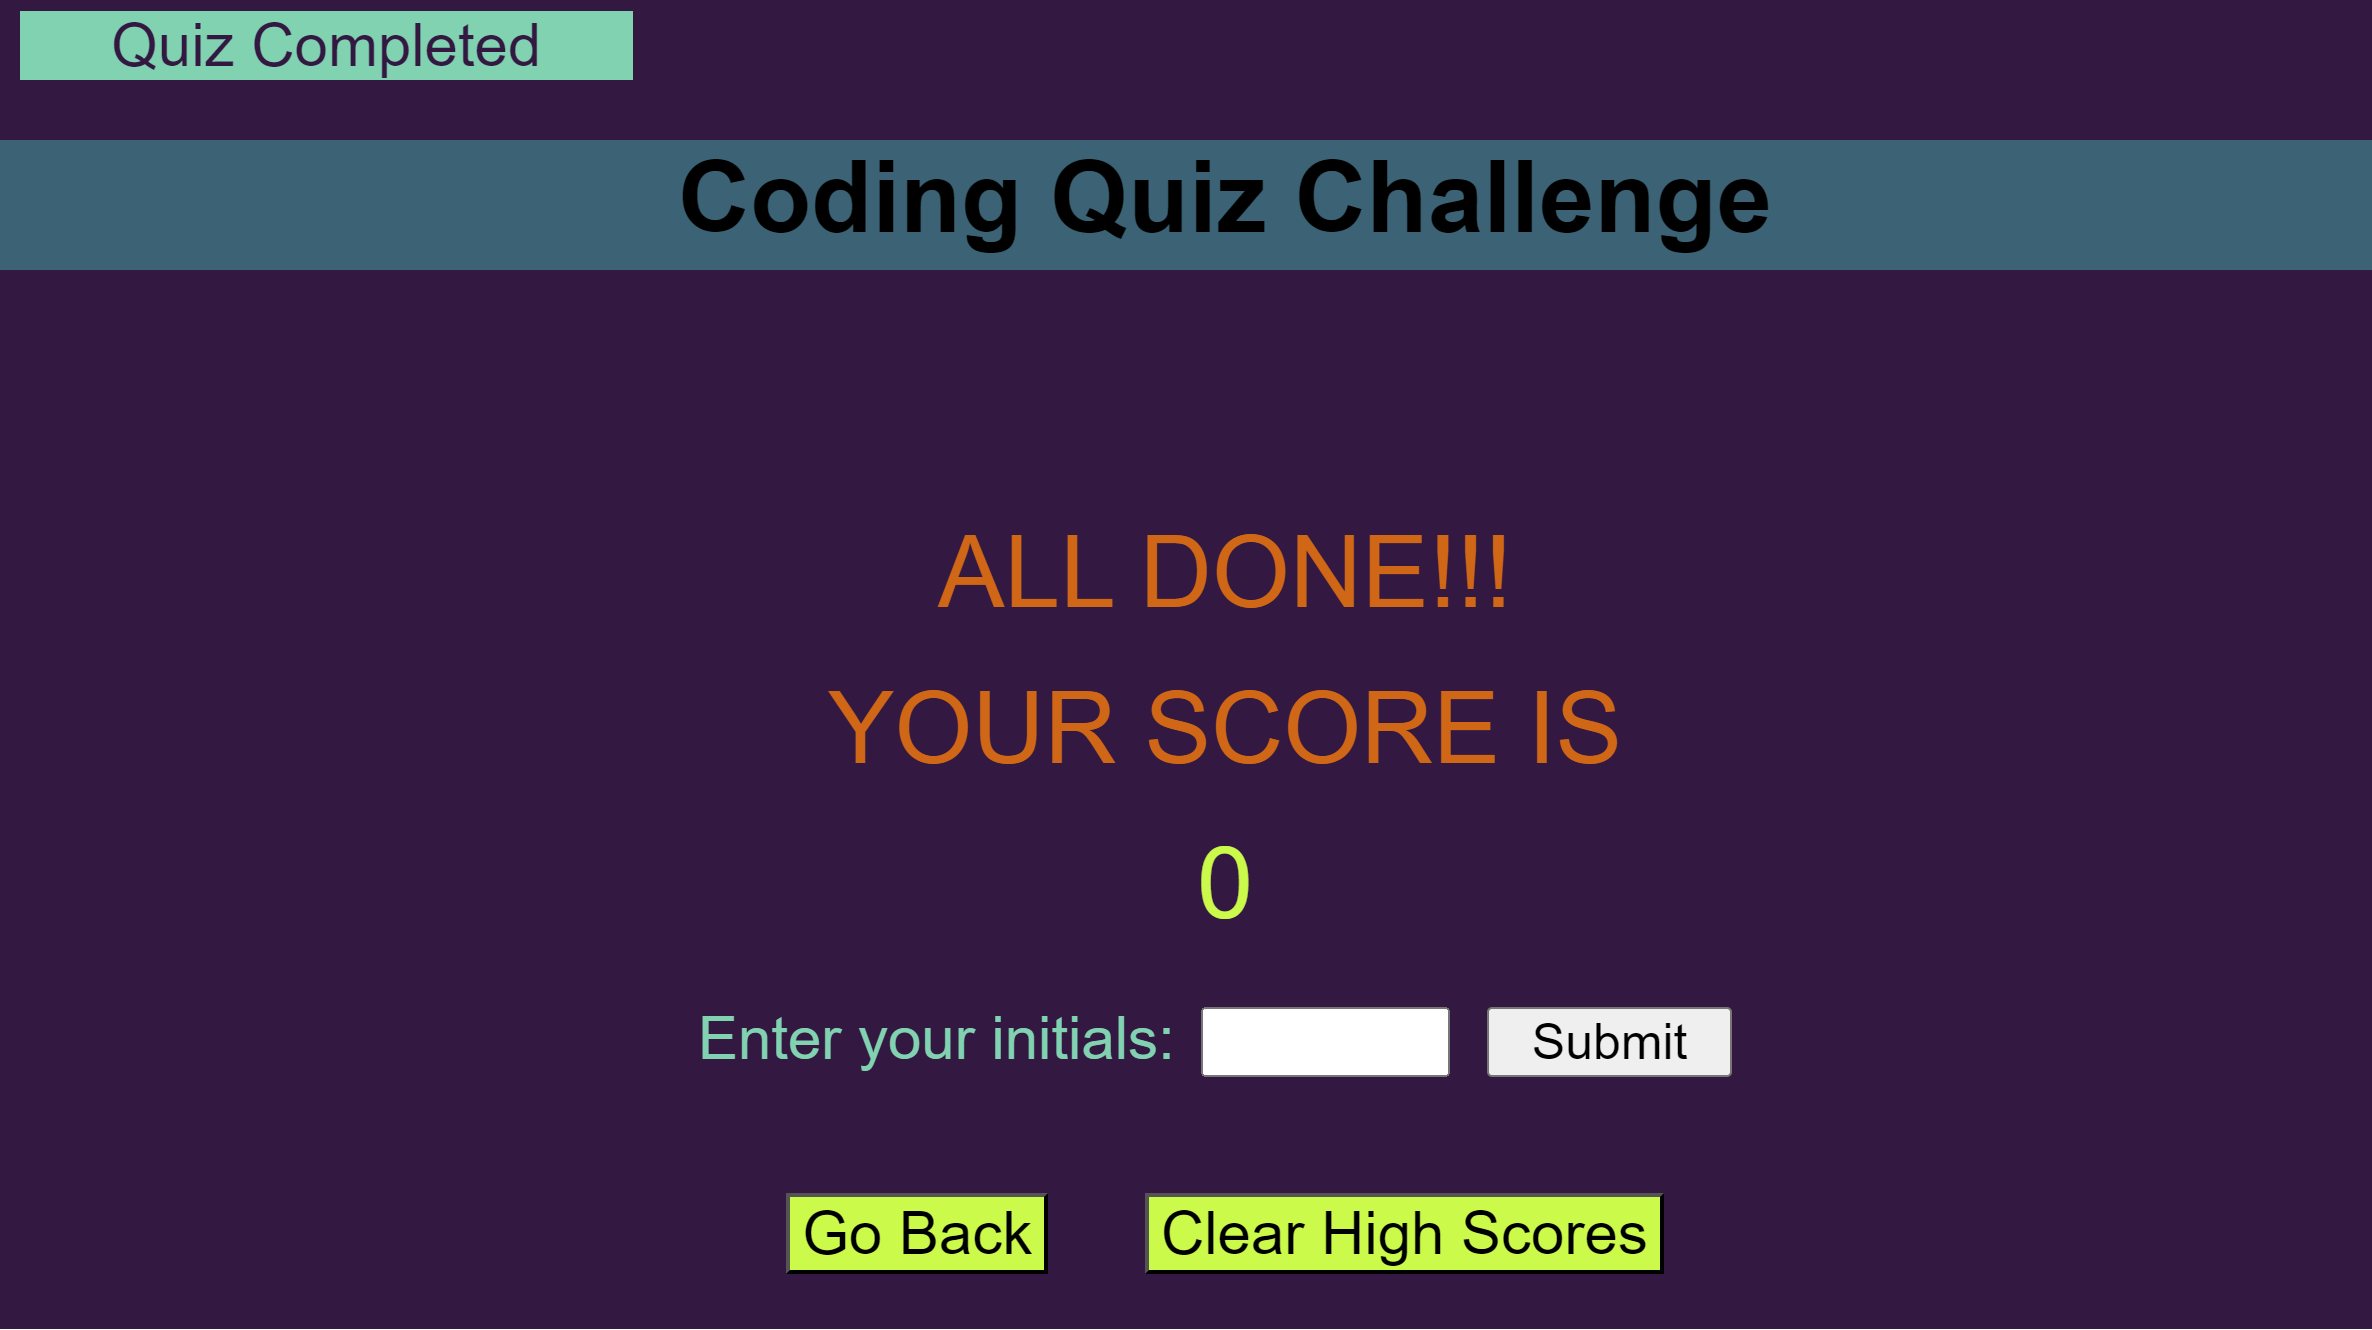 Quiz Completed
Coding Quiz Challenge
ALL DONE!!!
YOUR SCORE IS
0
Enter your initials: Submit
Go Back Clear High Scores